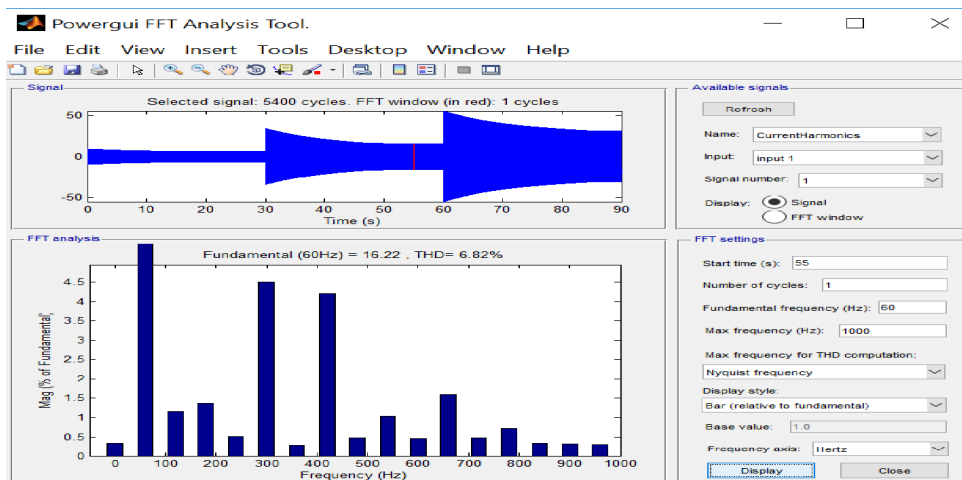 Powergui FFT Analysis Tool.
File Edit View Insert Tools Desktop Window Help
Signal
Selected signal: 5400 cycles. FFT window (in red): 1 cycles
50
0
-50
0 10 20 30 40 50 60 70 80 90
Time (s)
FFT analysis
Fundamental (60Hz) = 16.22 , THD= 6.82%
Mag (% of Fundamental)
4.5
4
3.5
3
2.5
2
1.5
1
0.5
0
0 100 200 300 400 500 600 700 800 900 1000
Frequency (Hz)
Available signals
Refresh
Name: CurrentHarmonics
Input: input 1
Signal number: 1
Display: Signal
FFT window
FFT settings
Start time (s): 55
Number of cycles: 1
Fundamental frequency (Hz): 60
Max frequency (Hz): 1000
Max frequency for THD computation:
Nyquist frequency
Display style:
Bar (relative to fundamental)
Base value: 1.0
Frequency axis: Hertz
Display Close